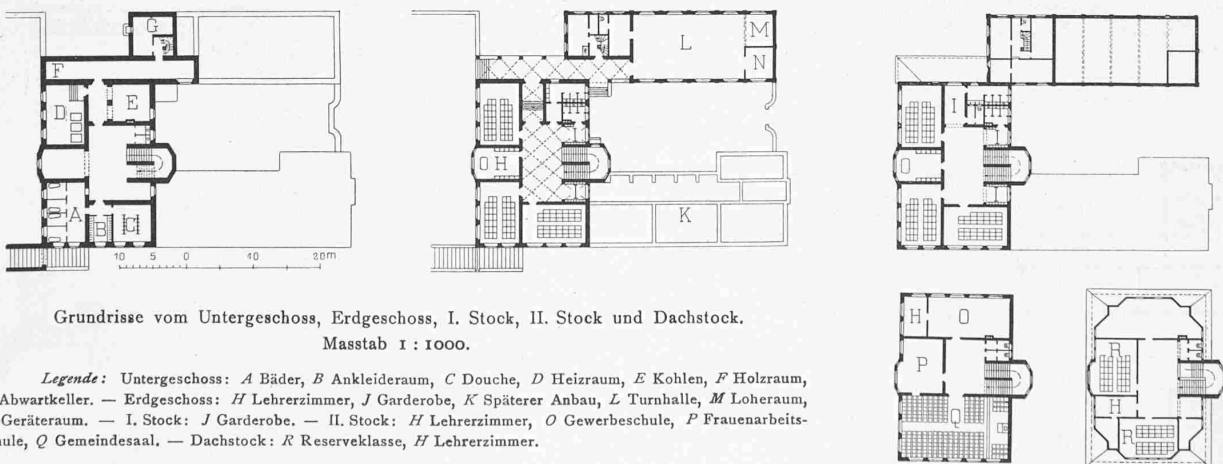 G
F
D
E
A
B
C
10 5 0 10 20 m
L
M
N
O H
K
I
O
H
O
P
Q
R
H
R
Grundrisse vom Untergeschoss, Erdgeschoss, I. Stock, II. Stock und Dachstock.
Masstab 1 : 1000.
Legende: Untergeschoss: A Bäder, B Ankleideraum, C Douche, D Heizraum, E Kohlen, F Holzraum,
Abwartkeller. — Erdgeschoss: H Lehrerzimmer, J Garderobe, K Späterer Anbau, L Turnhalle, M Loheraum,
Geräteraum. — I. Stock: J Garderobe. — II. Stock: H Lehrerzimmer, O Gewerbeschule, P Frauenarbeits-
ule, Q Gemeindesaal. — Dachstock: R Reserveklasse, H Lehrerzimmer.